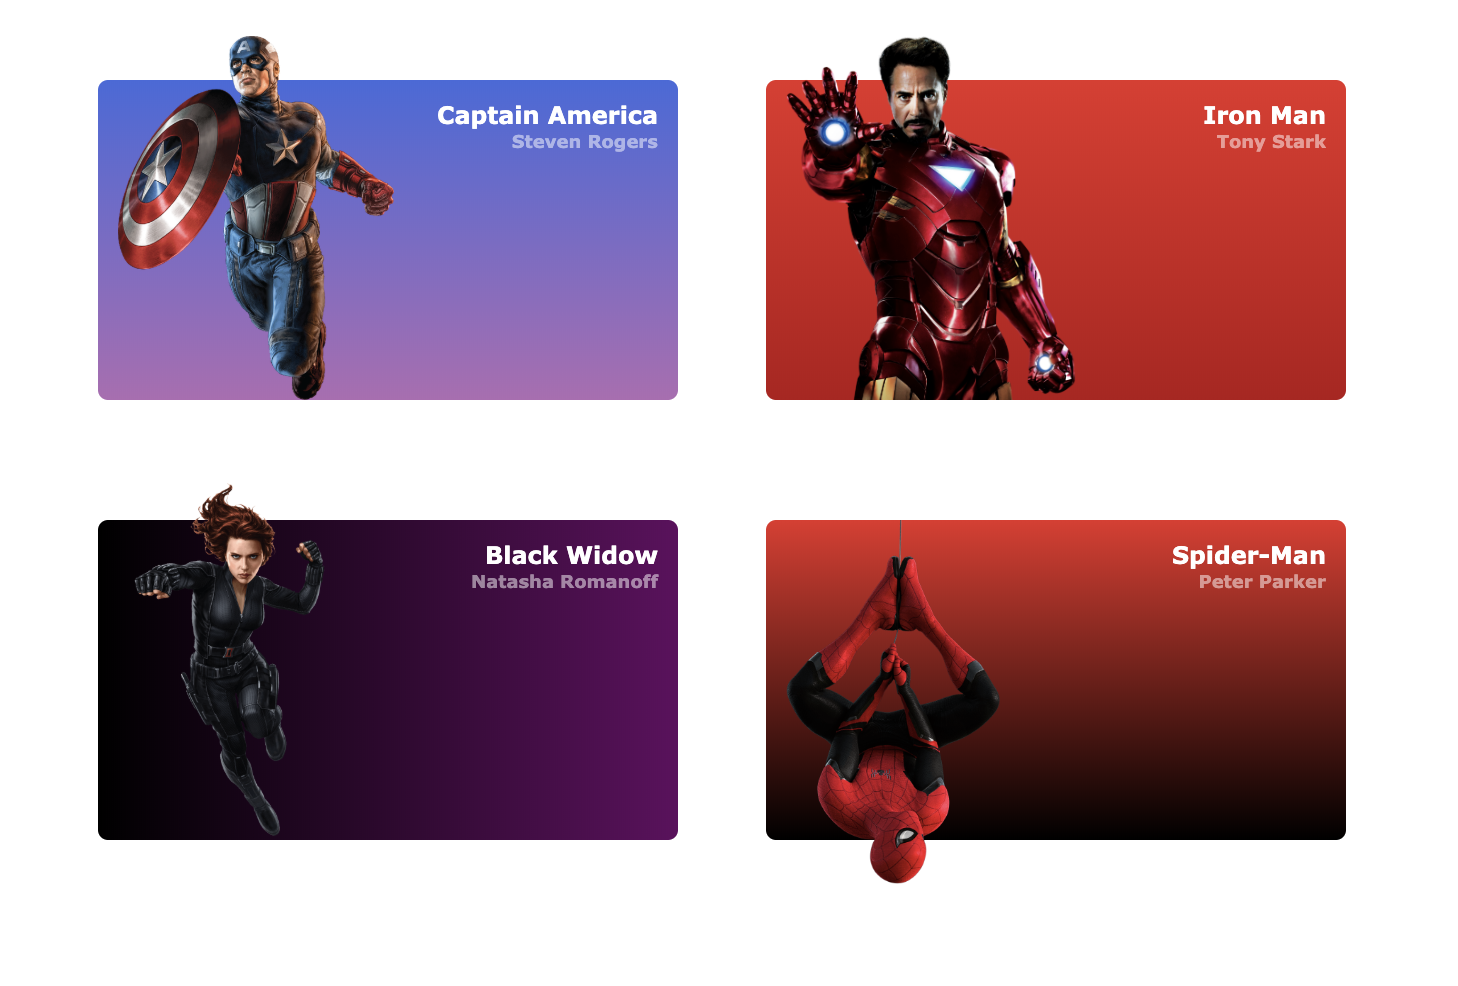 Captain America
Steven Rogers
Iron Man
Tony Stark
Black Widow
Natasha Romanoff
Spider-Man
Peter Parker